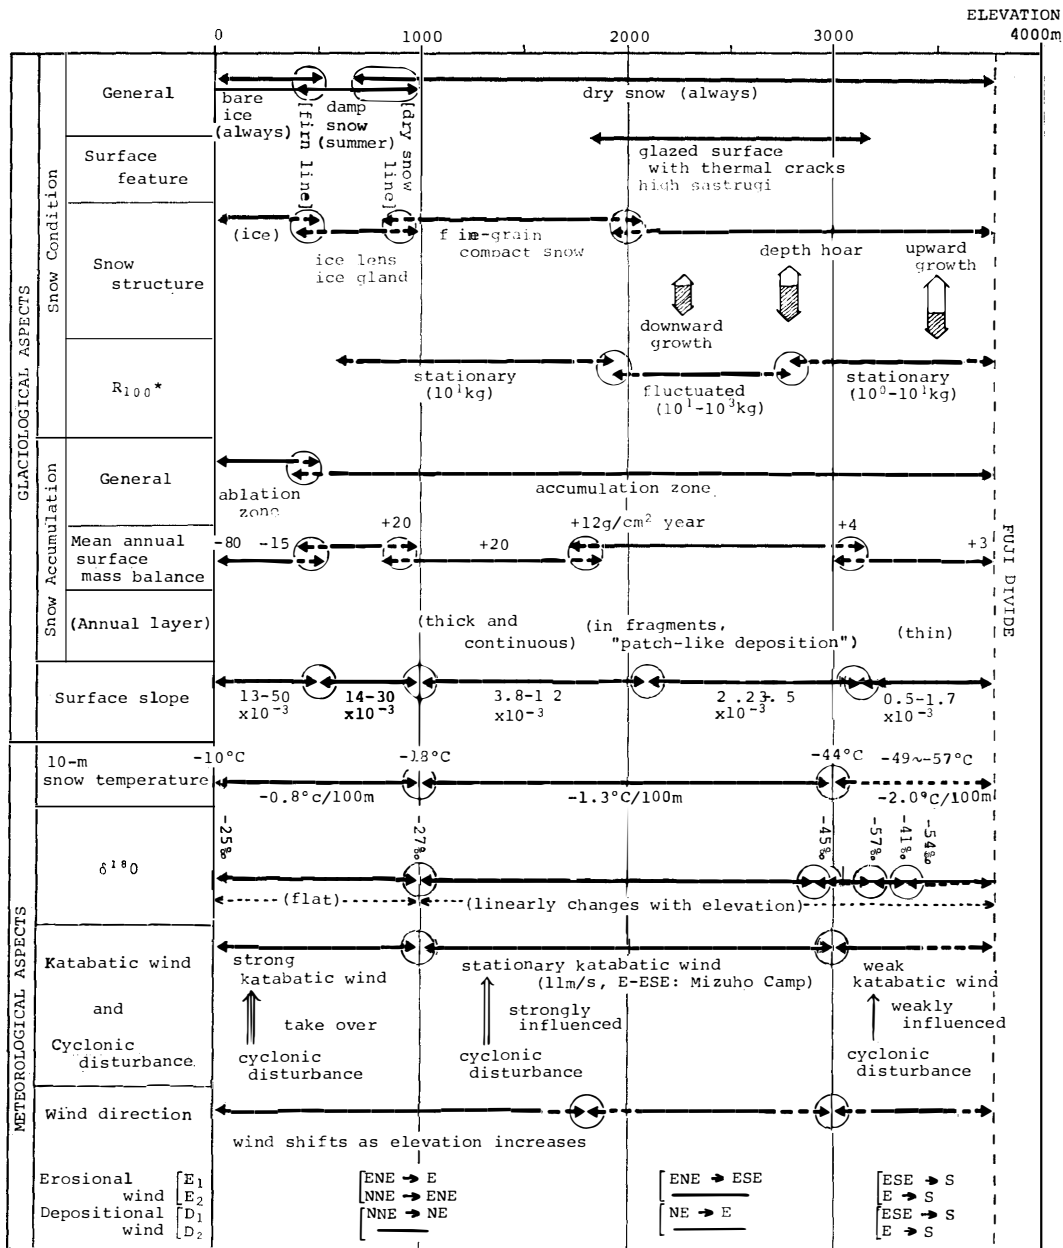 ELEVATION
0 1000 2000 3000 4000m
GLACIOLOGICAL ASPECTS
Snow Condition
General
bare
ice
(always)
[firn line]
damp
snow
(summer)
[dry snow line]
dry snow (always)
Surface
feature
glazed surface
with thermal cracks
high sastrugi
Snow
structure
(ice)
ice lens
ice gland
fine-grain
compact snow
depth hoar
upward
growth
downward
growth
R₁₀₀*
stationary
(10¹kg)
fluctuated
(10¹-10³kg)
stationary
(10⁰-10¹kg)
Snow Accumulation
General
ablation
zone
accumulation zone
Mean annual
surface
mass balance
-80 -15 +20 +20 +12g/cm² year +4 +3
FUJI DIVIDE
(Annual layer)
(thick and
continuous)
(in fragments,
"patch-like deposition")
(thin)
Surface slope
13-50
x10⁻³
14-30
x10⁻³
3.8-12
x10⁻³
x10⁻³
0.5-1.7
x10⁻³
METEOROLOGICAL ASPECTS
10-m
snow temperature
-10°C -18°C -44°C -49~-57°C
-0.8°C/100m -1.3°C/100m -2.0°C/100m
δ¹⁸O
-25‰ -27‰ -45‰ -57‰ -41‰ -54‰
(flat) (linearly changes with elevation)
Katabatic wind
and
Cyclonic
disturbance
strong
katabatic wind
take over
cyclonic
disturbance
stationary katabatic wind
(11m/s, E-ESE: Mizuho Camp)
strongly
influenced
cyclonic
disturbance
weak
katabatic wind
weakly
influenced
cyclonic
disturbance
Wind direction
wind shifts as elevation increases
Erosional [E₁ [ENE → E [ENE → ESE [ESE → S
wind [E₂ [NNE → ENE [E → S
Depositional [D₁ [NNE → NE [NE → E [ESE → S
wind [D₂ [E → S